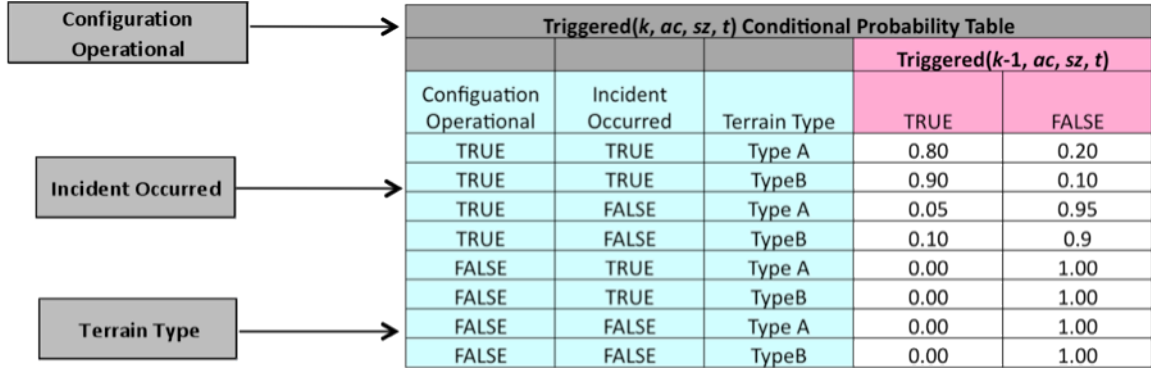 Configuration
Operational
Incident Occurred
Terrain Type
Triggered(k, ac, sz, t) Conditional Probability Table
Triggered(k-1, ac, sz, t)
Configuation Incident
Operational Occurred Terrain Type TRUE FALSE
TRUE TRUE Type A 0.80 0.20
TRUE TRUE TypeB 0.90 0.10
TRUE FALSE Type A 0.05 0.95
TRUE FALSE TypeB 0.10 0.9
FALSE TRUE Type A 0.00 1.00
FALSE TRUE TypeB 0.00 1.00
FALSE FALSE Type A 0.00 1.00
FALSE FALSE TypeB 0.00 1.00